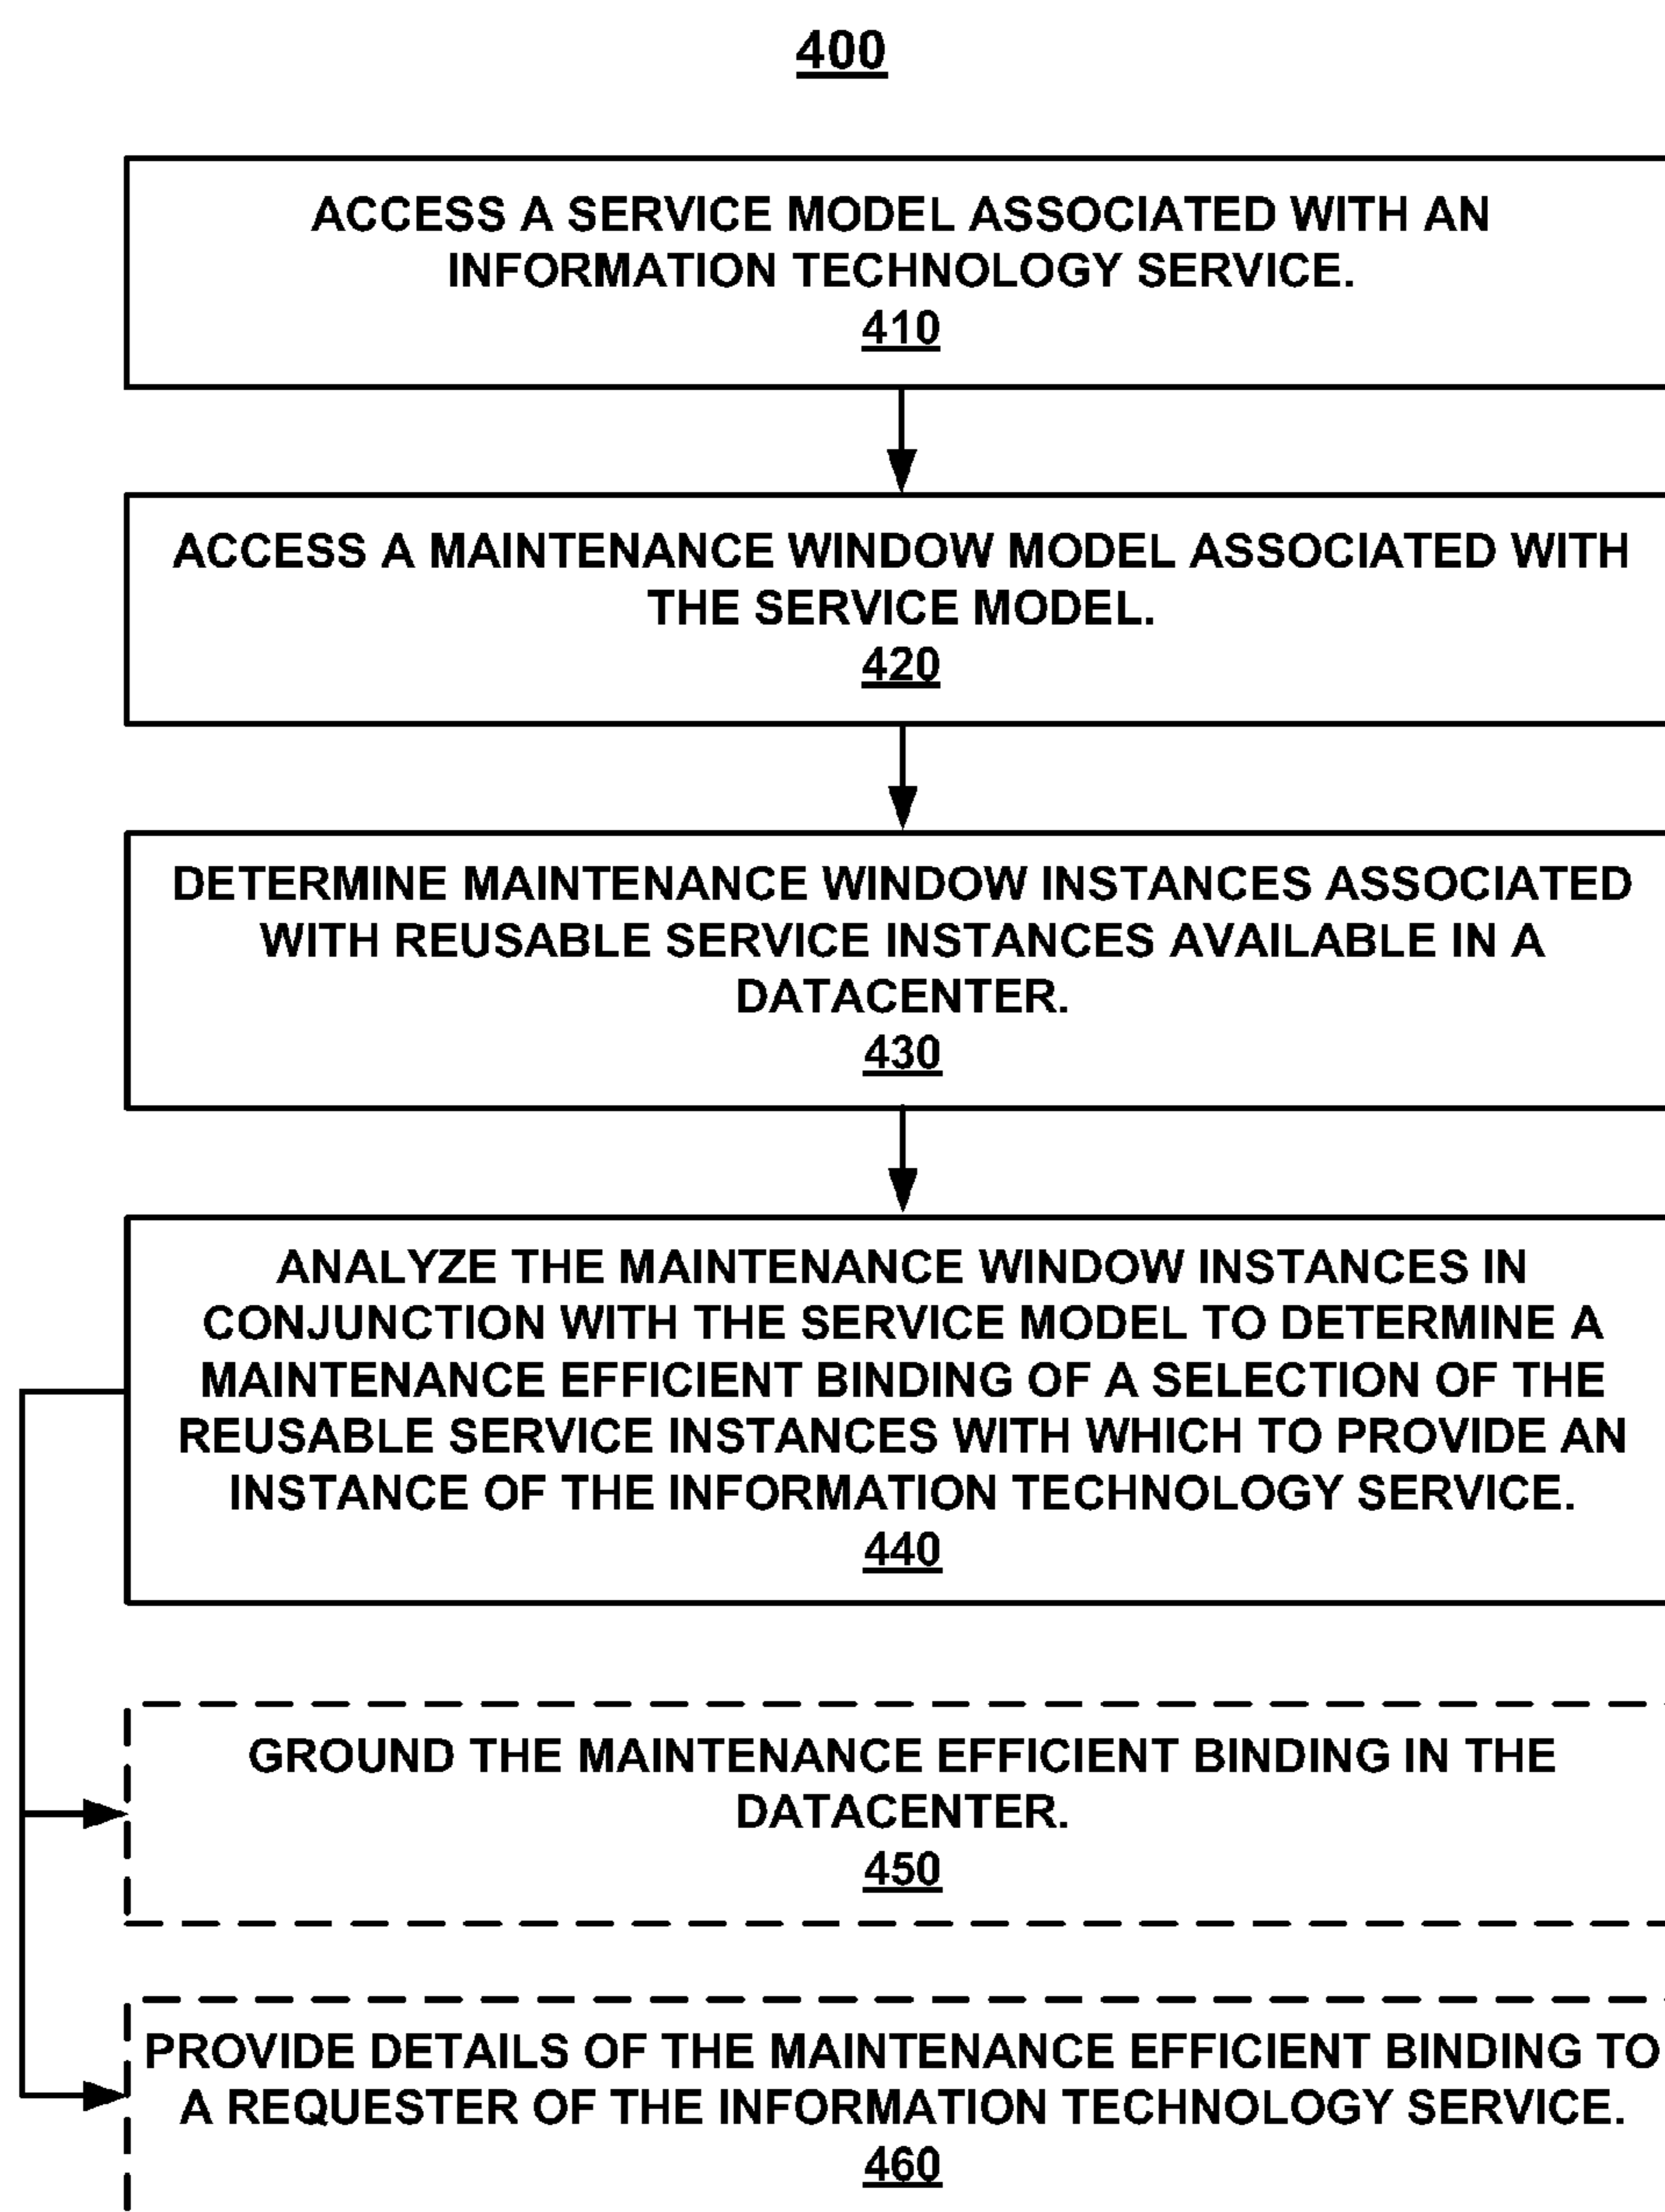 400
ACCESS A SERVICE MODEL ASSOCIATED WITH AN
INFORMATION TECHNOLOGY SERVICE.
410
ACCESS A MAINTENANCE WINDOW MODEL ASSOCIATED WITH
THE SERVICE MODEL.
420
DETERMINE MAINTENANCE WINDOW INSTANCES ASSOCIATED
WITH REUSABLE SERVICE INSTANCES AVAILABLE IN A
DATACENTER.
430
ANALYZE THE MAINTENANCE WINDOW INSTANCES IN
CONJUNCTION WITH THE SERVICE MODEL TO DETERMINE A
MAINTENANCE EFFICIENT BINDING OF A SELECTION OF THE
REUSABLE SERVICE INSTANCES WITH WHICH TO PROVIDE AN
INSTANCE OF THE INFORMATION TECHNOLOGY SERVICE.
440
GROUND THE MAINTENANCE EFFICIENT BINDING IN THE
DATACENTER.
450
PROVIDE DETAILS OF THE MAINTENANCE EFFICIENT BINDING TO
A REQUESTER OF THE INFORMATION TECHNOLOGY SERVICE.
460